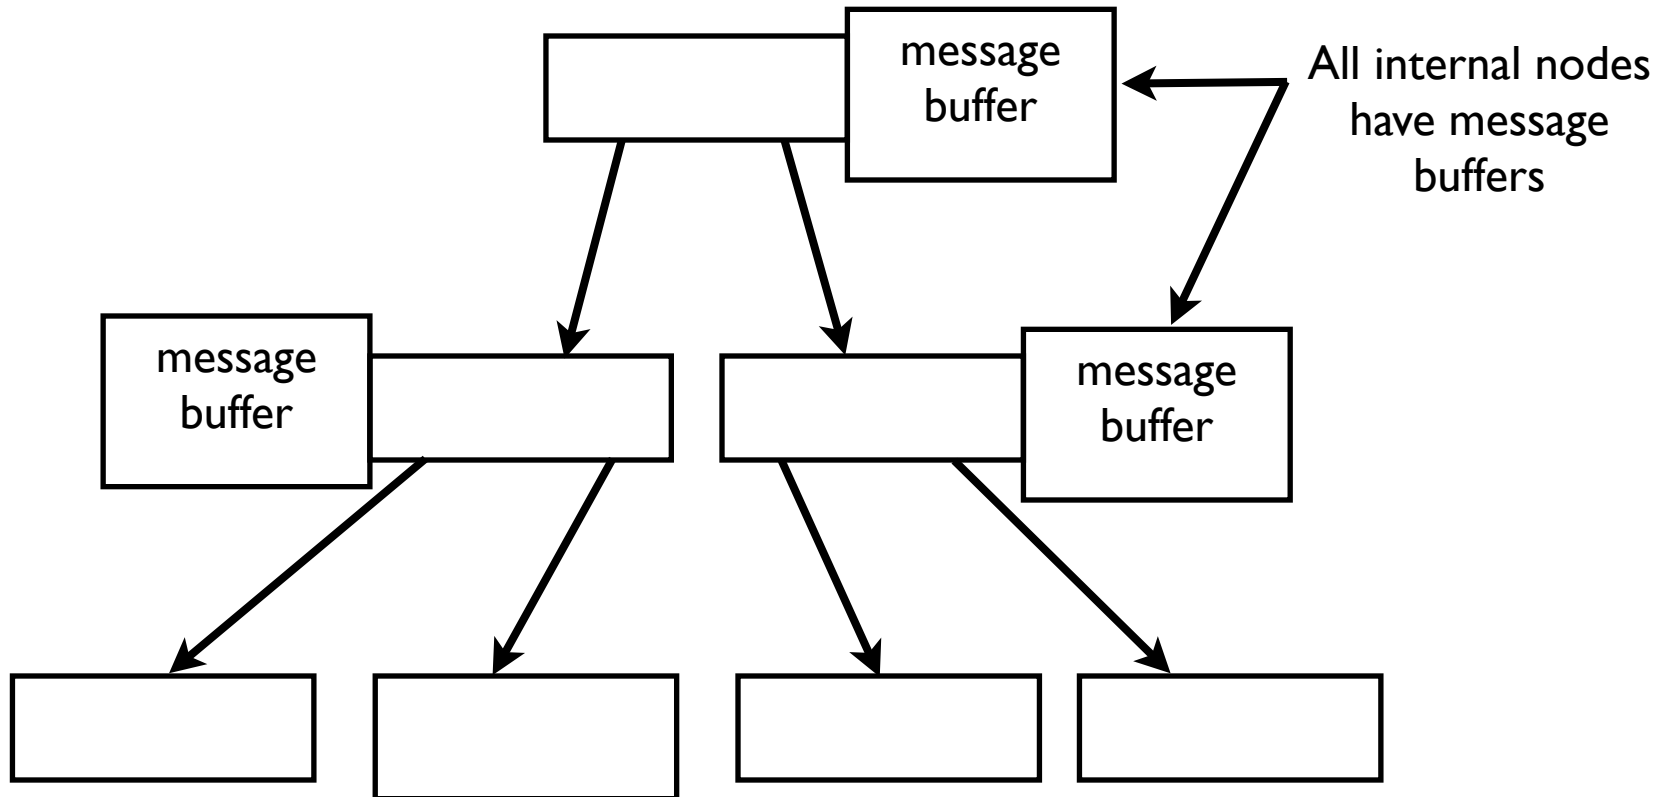 message
buffer
All internal nodes
have message
buffers
message
buffer
message
buffer